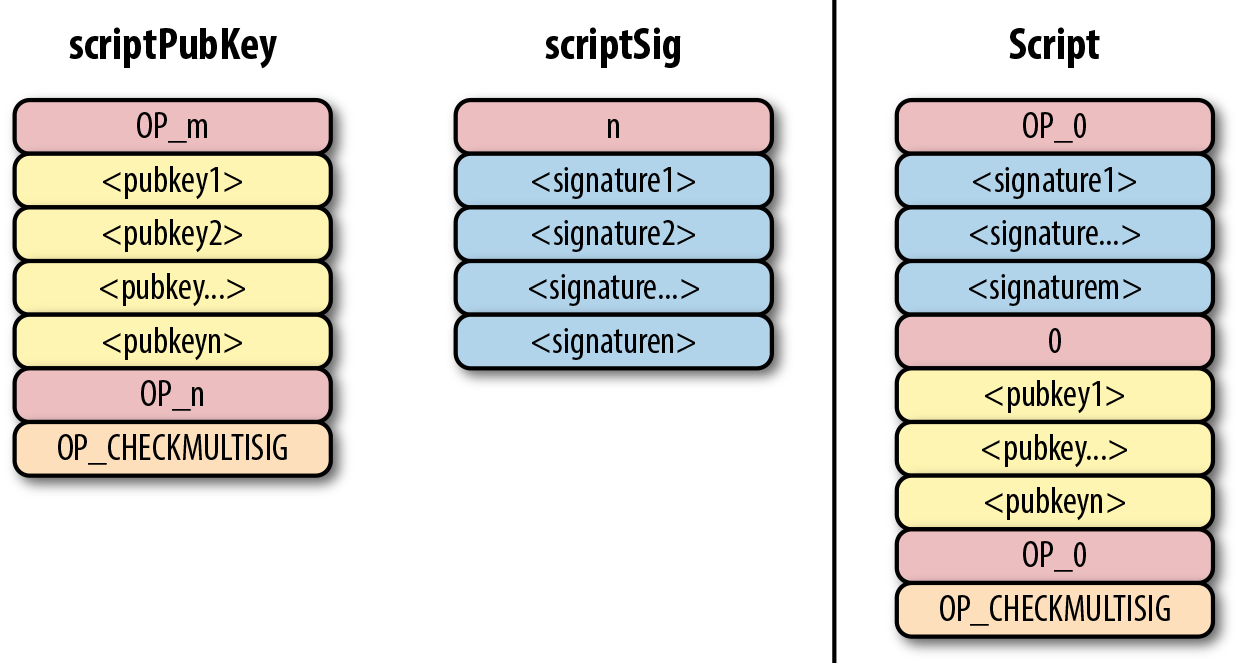 scriptPubKey
OP_m
<pubkey1>
<pubkey2>
<pubkey...>
<pubkeyn>
OP_n
OP_CHECKMULTISIG
scriptSig
n
<signature1>
<signature2>
<signature...>
<signaturen>
Script
OP_0
<signature1>
<signature...>
<signaturem>
0
<pubkey1>
<pubkey...>
<pubkeyn>
OP_0
OP_CHECKMULTISIG